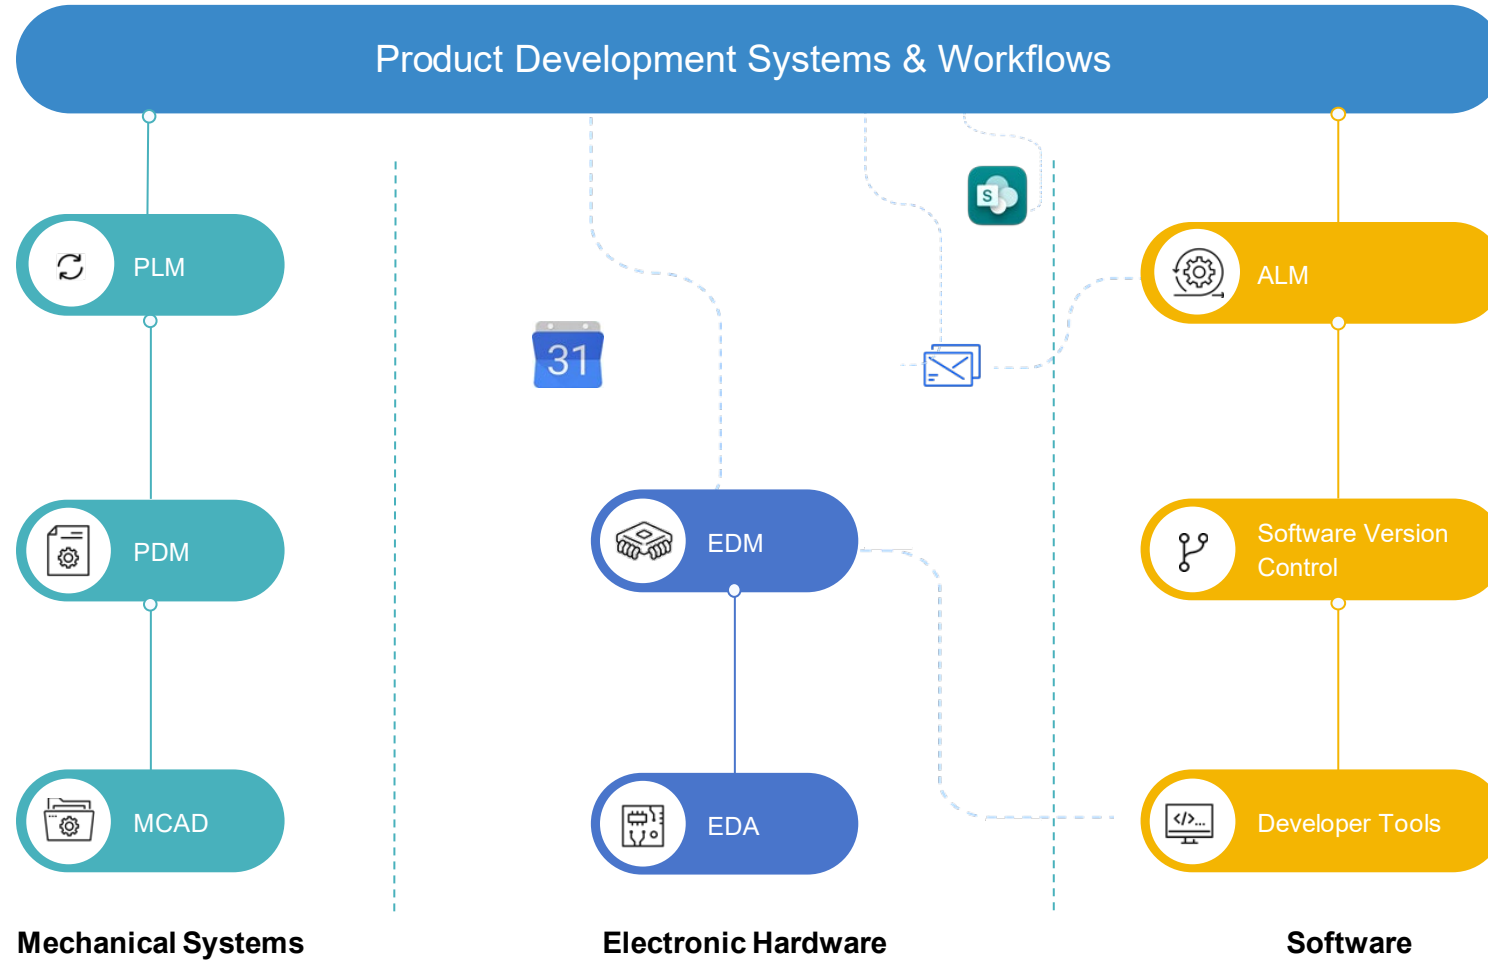 Product Development Systems & Workflows
S
PLM
ALM
31
PDM
EDM
Software Version
Control
MCAD
EDA
</>...
Developer Tools
Mechanical Systems
Electronic Hardware
Software